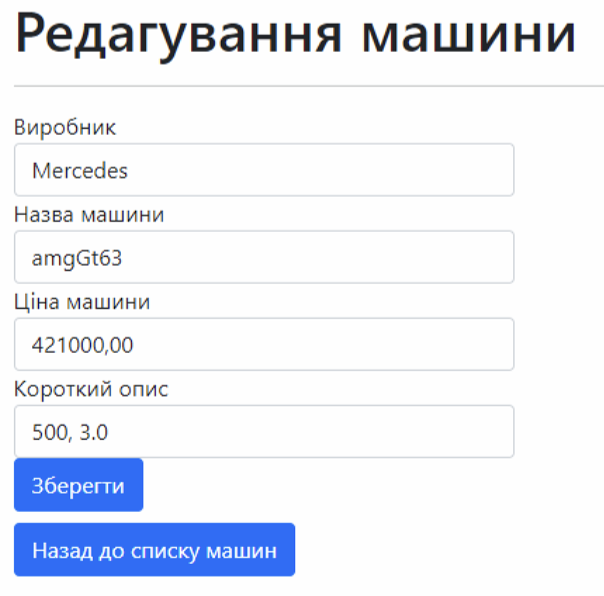 Редагування машини
Виробник
Mercedes
Назва машини
amgGt63
Ціна машини
421000,00
Короткий опис
500, 3.0
Зберегти
Назад до списку машин